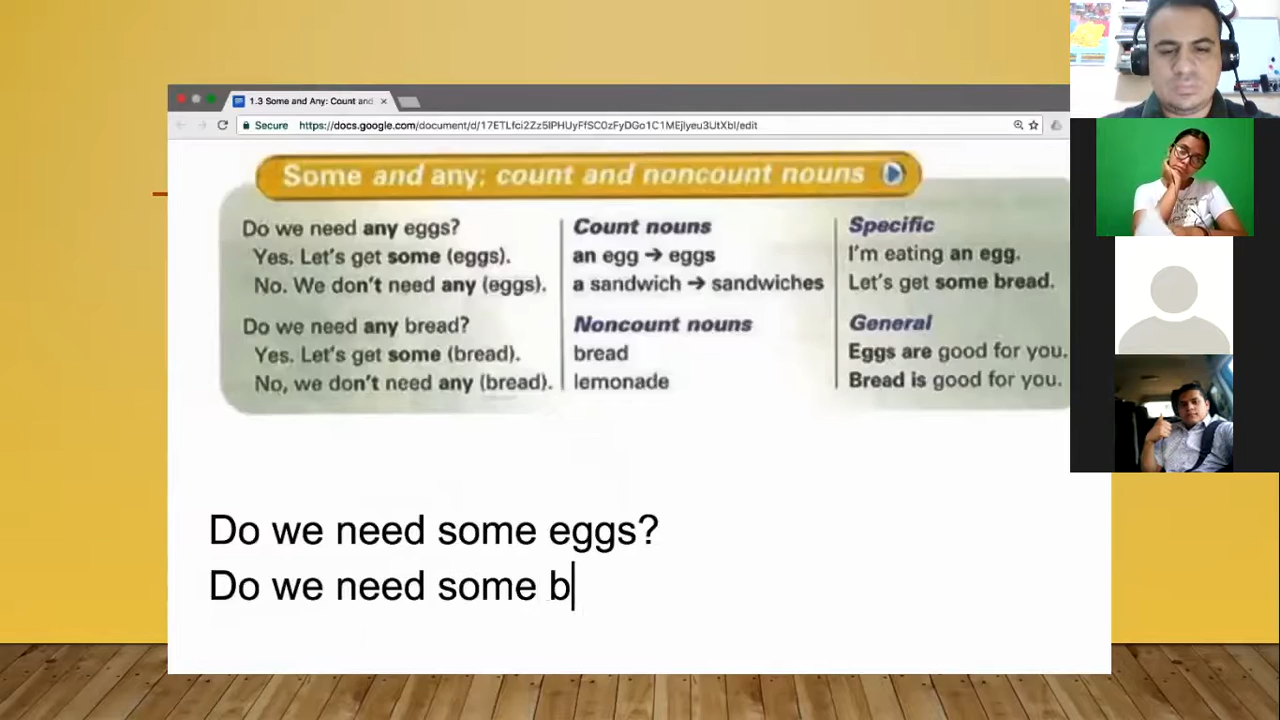 1.3 Some and Any: Count and
Secure https://docs.google.com/document/d/17ETLfci2Zz5lPHUyFfSC0zFyDGo1C1MEjlyeu3UtXbI/edit
Some and any; count and noncount nouns
Do we need any eggs?
Yes. Let's get some (eggs).
No. We don't need any (eggs).
Do we need any bread?
Yes. Let's get some (bread).
No, we don't need any (bread).
Count nouns
an egg → eggs
a sandwich → sandwiches
Noncount nouns
bread
lemonade
Specific
I'm eating an egg.
Let's get some bread.
General
Eggs are good for you.
Bread is good for you.
Do we need some eggs?
Do we need some b